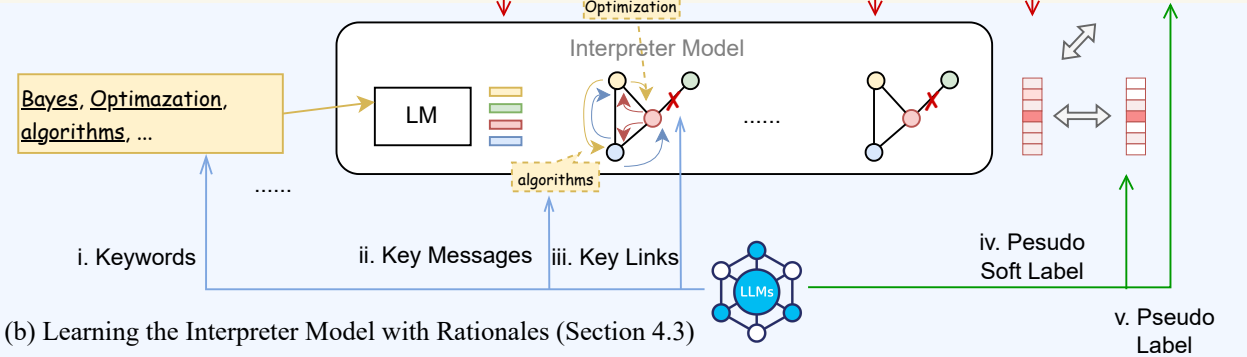 Optimization
Interpreter Model
Bayes, Optimazation,
algorithms, ...
LM
......
algorithms
......
i. Keywords
ii. Key Messages
iii. Key Links
LLMs
iv. Pesudo
Soft Label
v. Pseudo
Label
(b) Learning the Interpreter Model with Rationales (Section 4.3)